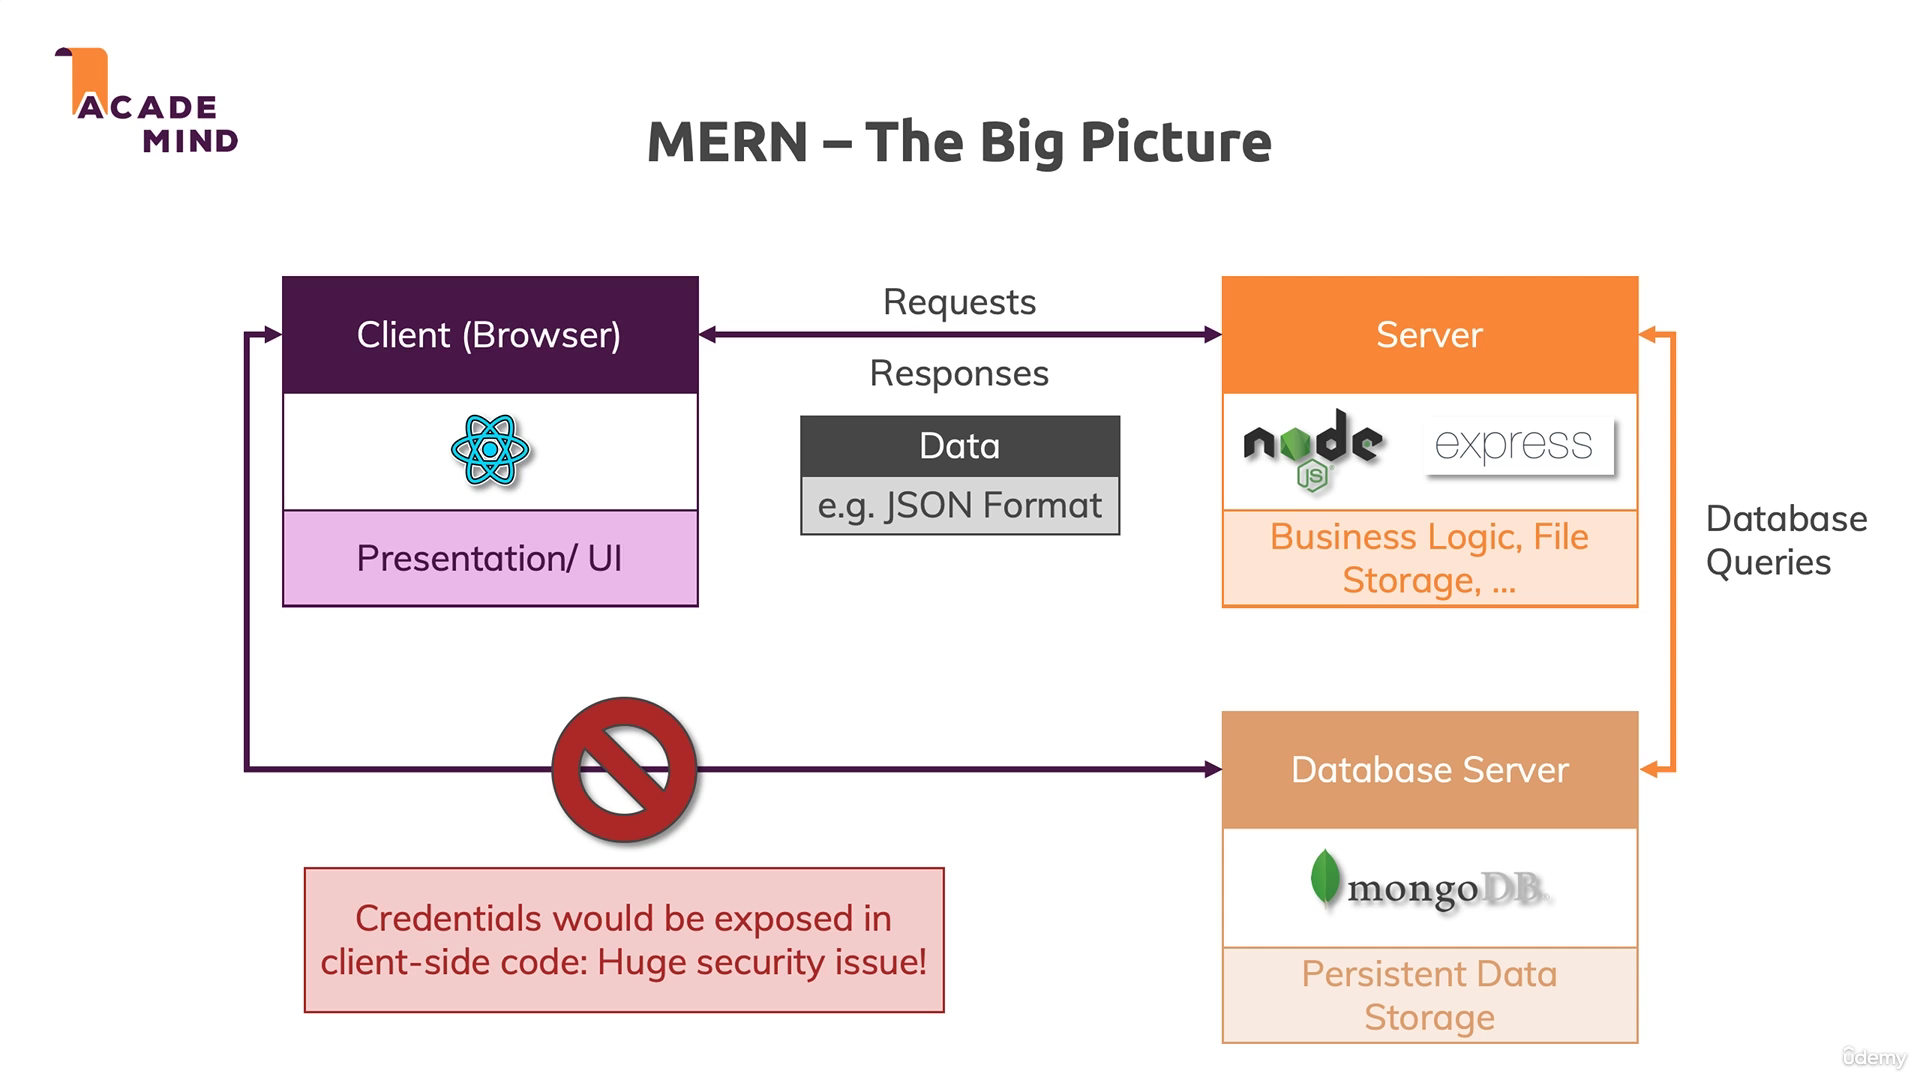 ACADE
MIND
MERN – The Big Picture
Client (Browser)
Presentation/ UI
Requests
Responses
Data
e.g. JSON Format
Server
node
JS
express
Business Logic, File
Storage, ...
Database
Queries
Credentials would be exposed in
client-side code: Huge security issue!
Database Server
mongoDB
Persistent Data
Storage
ûdemy